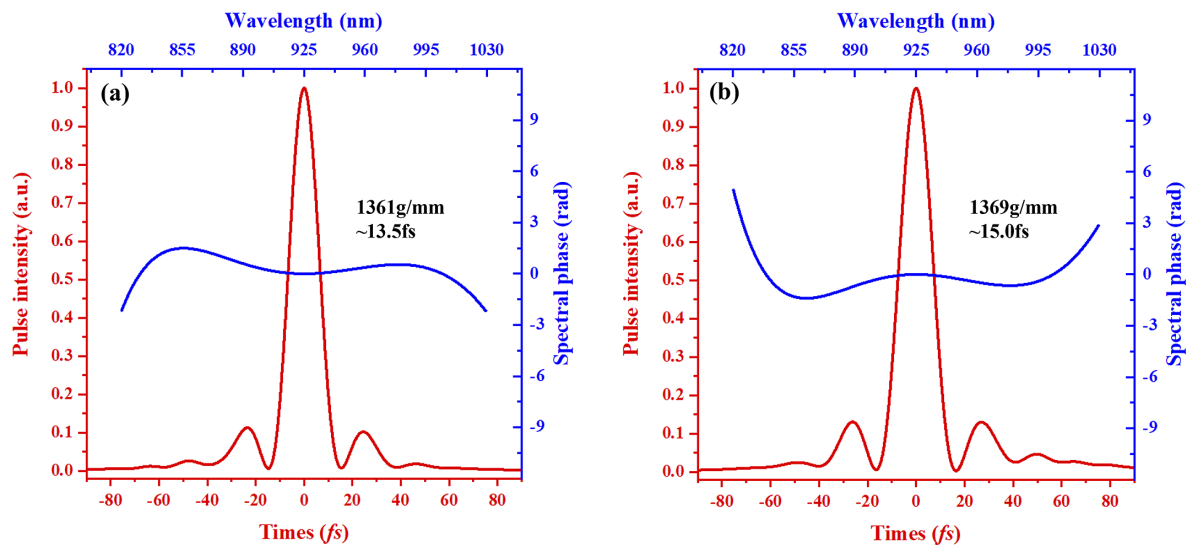 Wavelength (nm)
820 855 890 925 960 995 1030
(a)
1.0
0.9
0.8
0.7
0.6
0.5
0.4
0.3
0.2
0.1
0.0
Pulse intensity (a.u.)
1361g/mm
~13.5fs
9
6
3
0
-3
-6
-9
Spectral phase (rad)
-80 -60 -40 -20 0 20 40 60 80
Times (fs)
Wavelength (nm)
820 855 890 925 960 995 1030
(b)
1.0
0.9
0.8
0.7
0.6
0.5
0.4
0.3
0.2
0.1
0.0
Pulse intensity (a.u.)
1369g/mm
~15.0fs
9
6
3
0
-3
-6
-9
Spectral phase (rad)
-80 -60 -40 -20 0 20 40 60 80
Times (fs)